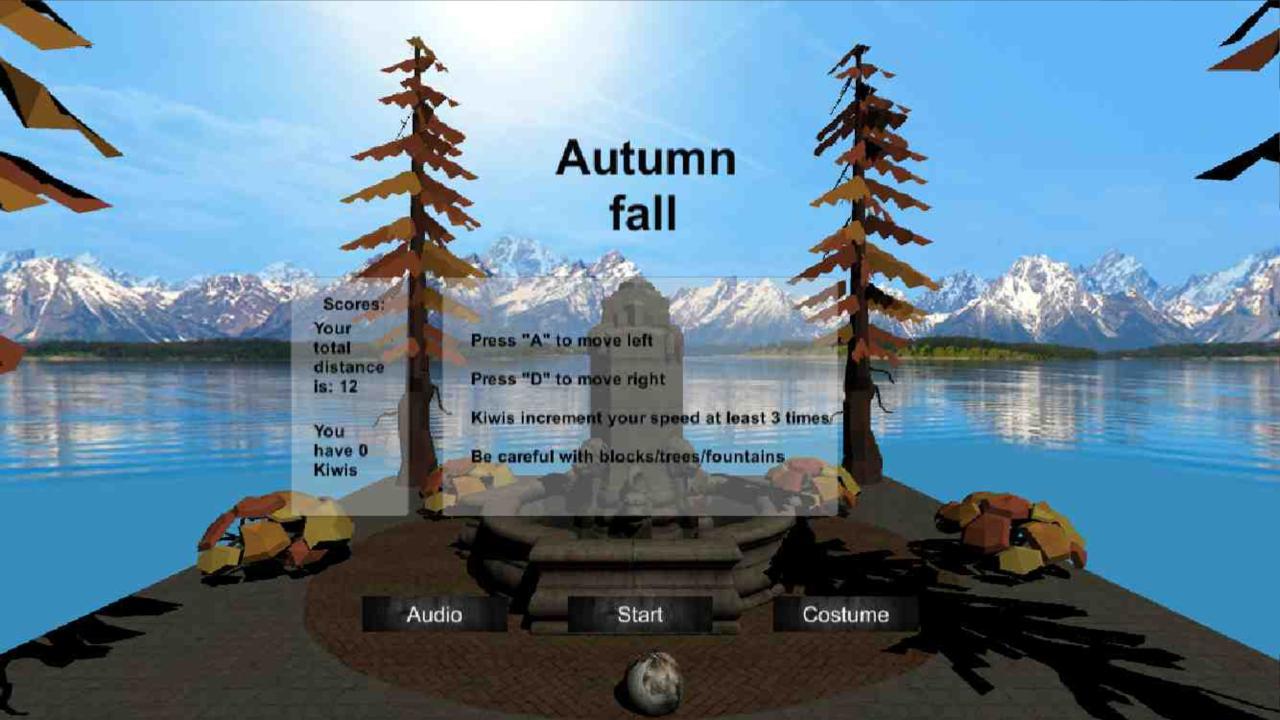 Autumn
fall
Scores:
Your
total
distance
is: 12
You
have 0
Kiwis
Press "A" to move left
Press "D" to move right
Kiwis increment your speed at least 3 times
Be careful with blocks/trees/fountains
Audio
Start
Costume